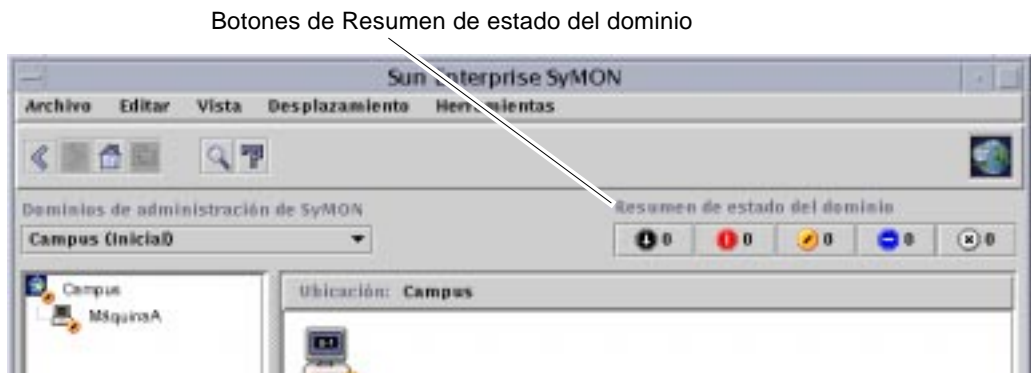 Botones de Resumen de estado del dominio
Sun Enterprise SyMON
Archivo Editar Vista Desplazamiento Herramientas
Dominios de administración de SyMON
Resumen de estado del dominio
Campus (Inicial)
0 0 0 0 0
Campus
MáquinaA
Ubicación: Campus